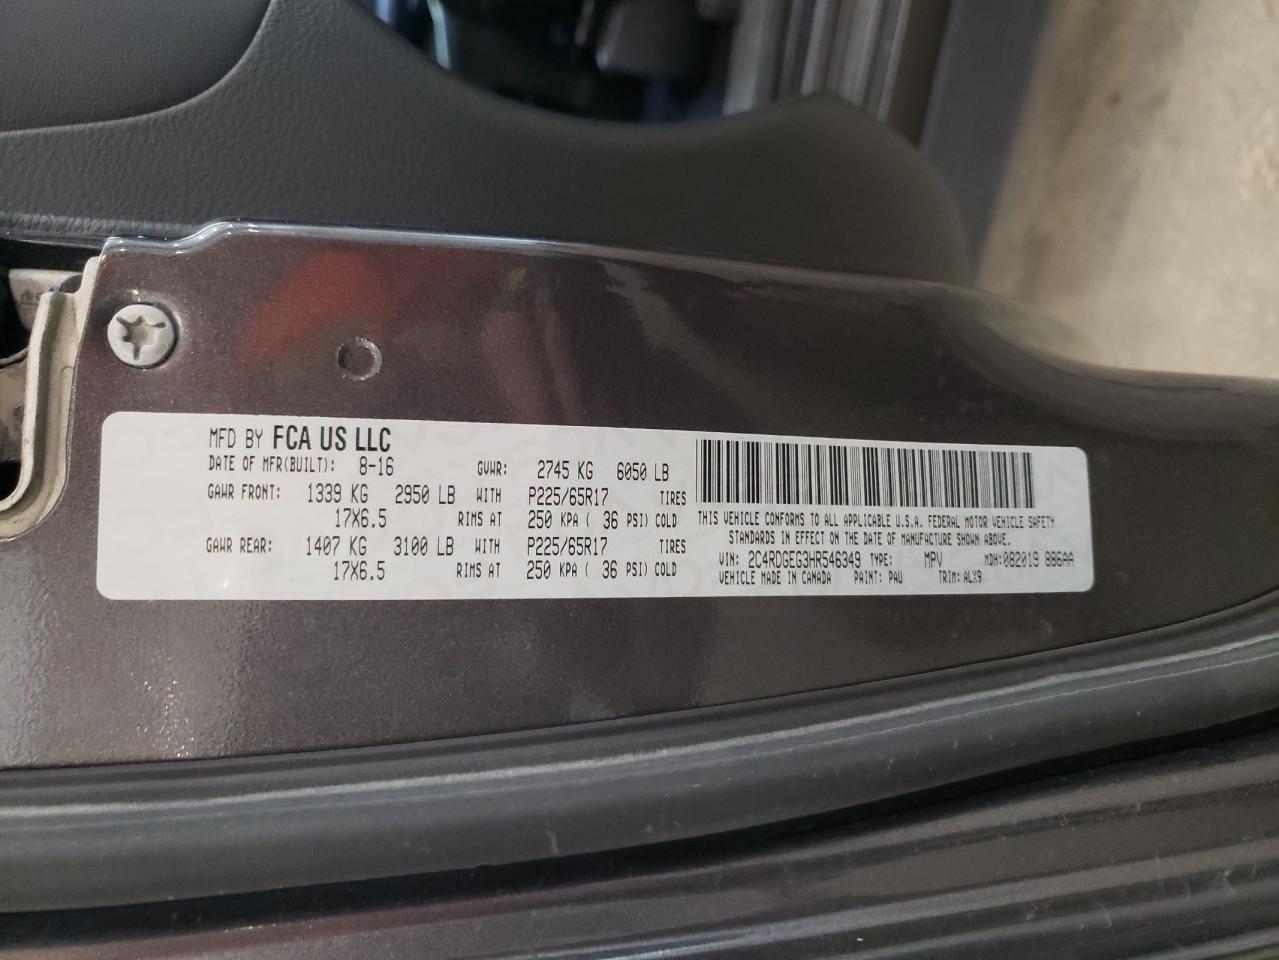 MFD BY FCA US LLC
DATE OF MFR(BUILT): 8-16 GVWR: 2745 KG 6050 LB
GAWR FRONT: 1339 KG 2950 LB WITH P225/65R17 TIRES
17X6.5 RIMS AT 250 KPA ( 36 PSI) COLD
GAWR REAR: 1407 KG 3100 LB WITH P225/65R17 TIRES
17X6.5 RIMS AT 250 KPA ( 36 PSI) COLD
THIS VEHICLE CONFORMS TO ALL APPLICABLE U.S.A. FEDERAL MOTOR VEHICLE SAFETY
STANDARDS IN EFFECT ON THE DATE OF MANUFACTURE SHOWN ABOVE.
VIN: 2C4RDGEG3HR546349 TYPE: MPV MDH:082019 886AA
VEHICLE MADE IN CANADA PAINT: PAU TRIM: ALX9